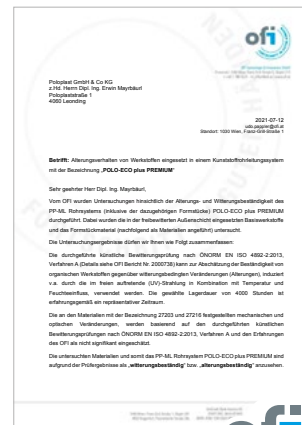 ofi
Poloplast GmbH & Co KG
z.Hd. Herrn Dipl. Ing. Erwin Mayrbäurl
Poloplaststraße 1
4060 Leonding
2021-07-12
udo.pappler@ofi.at
Standort: 1030 Wien, Franz-Grill-Straße 1
Betrifft: Alterungsverhalten von Werkstoffen eingesetzt in einem Kunststoffrohrleitungssystem
mit der Bezeichnung „POLO-ECO plus PREMIUM“
Sehr geehrter Herr Dipl. Ing. Mayrbäurl,
Vom OFI wurden Untersuchungen hinsichtlich der Alterungs- und Witterungsbeständigkeit des
PP-ML Rohrsystems (inklusive der dazugehörigen Formstücke) POLO-ECO plus PREMIUM
durchgeführt. Dabei wurden die in der freibewitterten Außenschicht eingesetzten Basiswerkstoffe
und das Formstückmaterial (nachfolgend als Materialien angeführt) untersucht.
Die Untersuchungsergebnisse dürfen wir Ihnen wie Folgt zusammenfassen:
Die durchgeführte künstliche Bewitterungsprüfung nach ÖNORM EN ISO 4892-2:2013,
Verfahren A (Details siehe OFI Bericht Nr. 2000738) kann zur Abschätzung der Beständigkeit von
organischen Werkstoffen gegenüber witterungsbedingten Veränderungen (Alterungen), induziert
v.a. durch die im freien auftretende (UV)-Strahlung in Kombination mit Temperatur und
Feuchteeinfluss, verwendet werden. Die gewählte Lagerdauer von 4000 Stunden ist
erfahrungsgemäß ein repräsentativer Zeitraum.
Die an den Materialien mit der Bezeichnung 27203 und 27216 festgestellten mechanischen und
optischen Veränderungen, werden basierend auf den durchgeführten künstlichen
Bewitterungsprüfungen nach ÖNORM EN ISO 4892-2:2013, Verfahren A und den Erfahrungen
des OFI als nicht signifikant eingeschätzt.
Die untersuchten Materialien und somit das PP-ML Rohrsystem POLO-ECO plus PREMIUM sind
aufgrund der Prüfergebnisse als „witterungsbeständig“ bzw. „alterungsbeständig“ anzusehen.